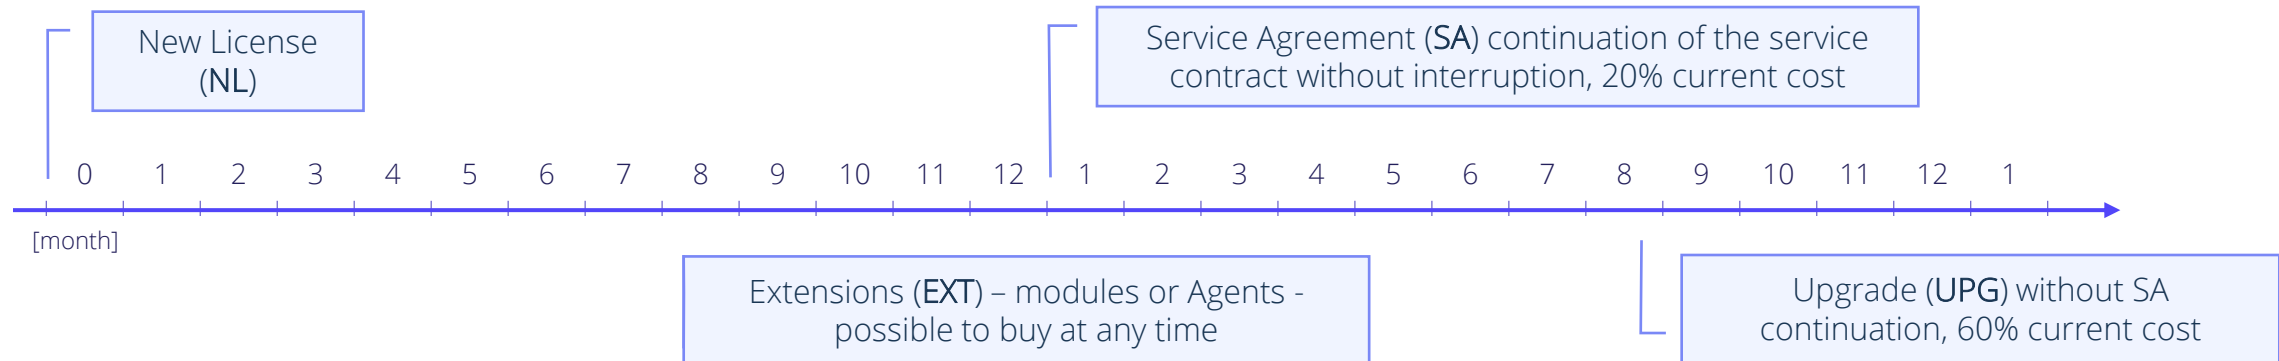 New License
(NL)
Service Agreement (SA) continuation of the service
contract without interruption, 20% current cost
0 1 2 3 4 5 6 7 8 9 10 11 12 1 2 3 4 5 6 7 8 9 10 11 12 1
[month]
Extensions (EXT) – modules or Agents -
possible to buy at any time
Upgrade (UPG) without SA
continuation, 60% current cost